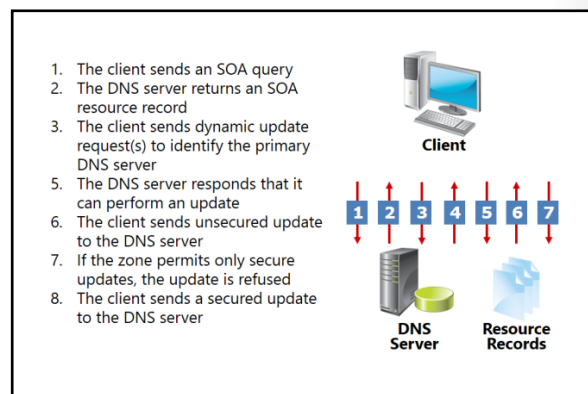 1. The client sends an SOA query
2. The DNS server returns an SOA
resource record
3. The client sends dynamic update
request(s) to identify the primary
DNS server
5. The DNS server responds that it
can perform an update
6. The client sends unsecured update
to the DNS server
7. If the zone permits only secure
updates, the update is refused
8. The client sends a secured update
to the DNS server
Client
1 2 3 4 5 6 7
DNS Resource
Server Records